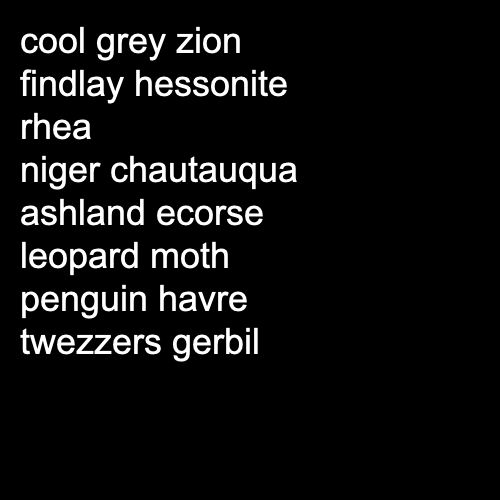 cool grey zion
findlay hessonite
rhea
niger chautauqua
ashland ecorse
leopard moth
penguin havre
twezzers gerbil